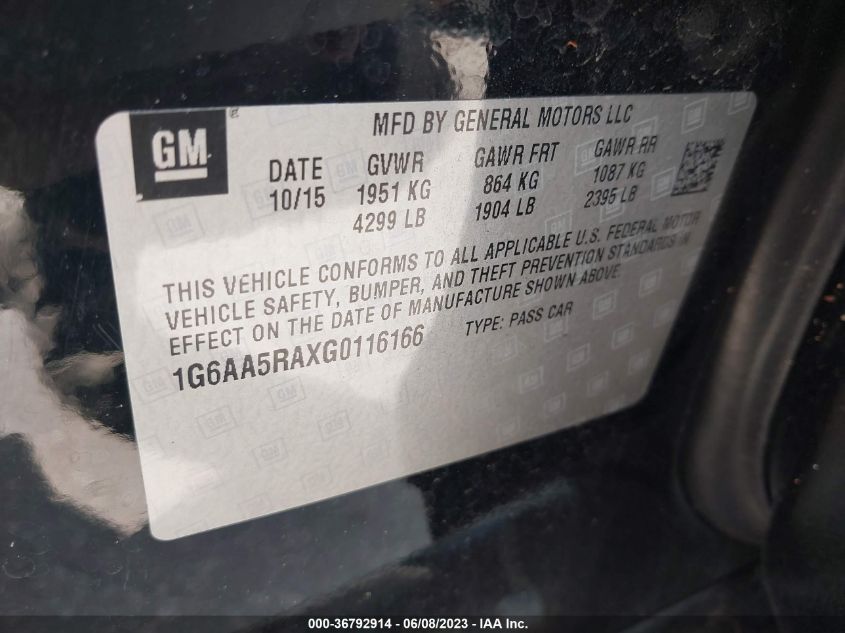 GM
MFD BY GENERAL MOTORS LLC
DATE GVWR GAWR FRT GAWR RR
10/15 1951 KG 864 KG 1087 KG
4299 LB 1904 LB 2395 LB
THIS VEHICLE CONFORMS TO ALL APPLICABLE U.S. FEDERAL MOTOR
VEHICLE SAFETY, BUMPER, AND THEFT PREVENTION STANDARDS IN
EFFECT ON THE DATE OF MANUFACTURE SHOWN ABOVE.
1G6AA5RAXG0116166 TYPE: PASS CAR
000-36792914 - 06/08/2023 - IAA Inc.